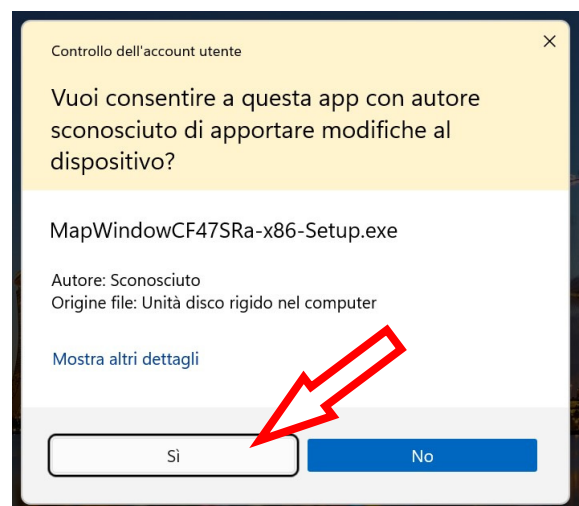 Controllo dell'account utente
Vuoi consentire a questa app con autore
sconosciuto di apportare modifiche al
dispositivo?
MapWindowCF47SRa-x86-Setup.exe
Autore: Sconosciuto
Origine file: Unità disco rigido nel computer
Mostra altri dettagli
Sì
No